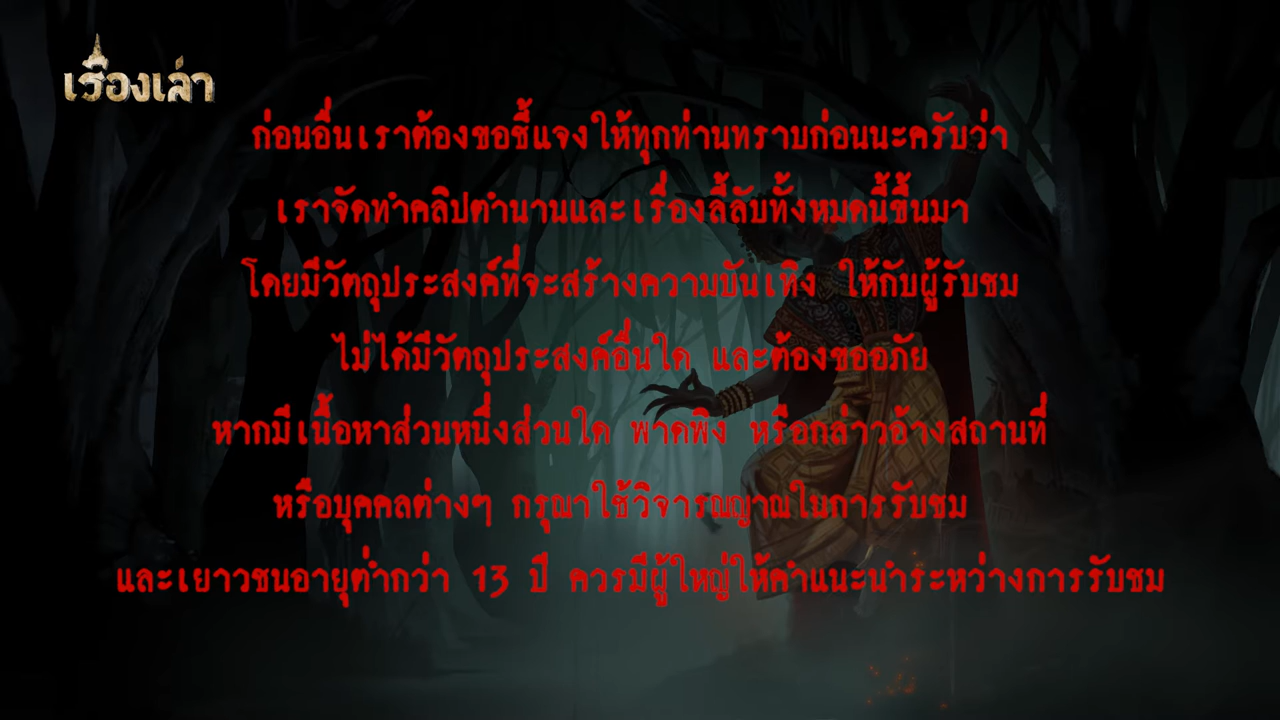 เรื่องเล่า
ก่อนอื่นเราต้องขอชี้แจงให้ทุกท่านทราบก่อนนะครับว่า
เราจัดทำคลิปตำนานและเรื่องลี้ลับทั้งหมดนี้ขึ้นมา
โดยมีวัตถุประสงค์ที่จะสร้างความบันเทิง ให้กับผู้รับชม
ไม่ได้มีวัตถุประสงค์อื่นใด และต้องขออภัย
หากมีเนื้อหาส่วนหนึ่งส่วนใด พาดพิง หรือกล่าวอ้างสถานที่
หรือบุคคลต่างๆ กรุณาใช้วิจารณญาณในการรับชม
และเยาวชนอายุต่ำกว่า 13 ปี ควรมีผู้ใหญ่ให้คำแนะนำระหว่างการรับชม